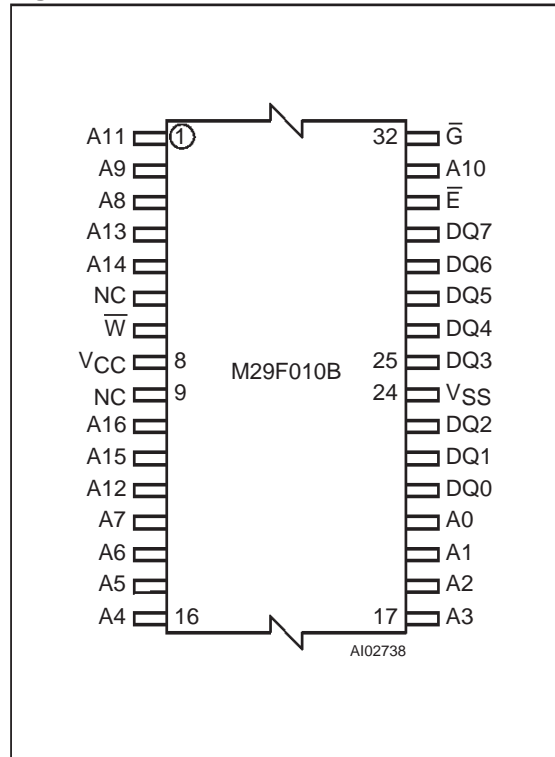 A11 1 32 G̅
A9 A10
A8 E̅
A13 DQ7
A14 DQ6
NC DQ5
W̅ DQ4
VCC 8 M29F010B 25 DQ3
NC 9 24 VSS
A16 DQ2
A15 DQ1
A12 DQ0
A7 A0
A6 A1
A5 A2
A4 16 17 A3
AI02738